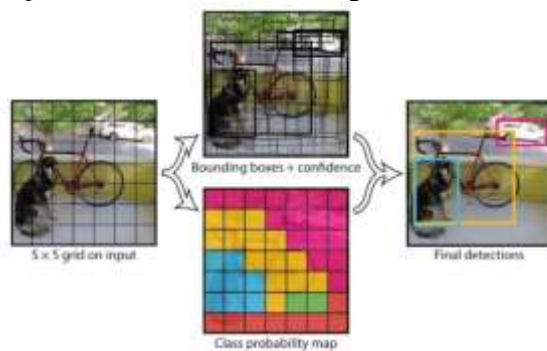 Bounding boxes + confidence
S × S grid on input
Final detections
Class probability map